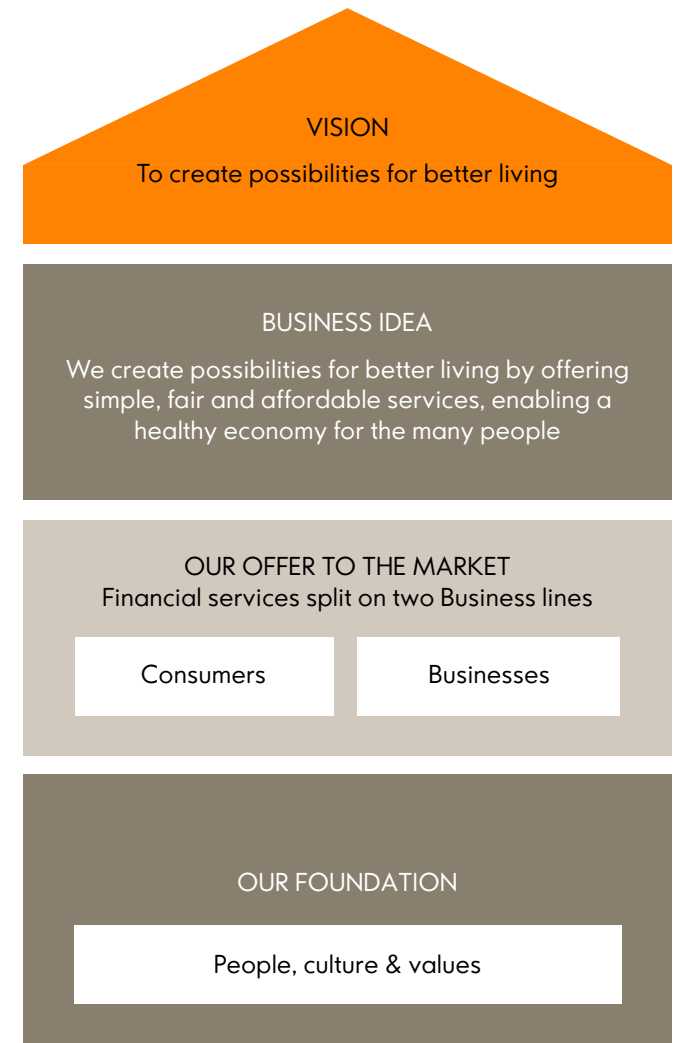 VISION
To create possibilities for better living
BUSINESS IDEA
We create possibilities for better living by offering
simple, fair and affordable services, enabling a
healthy economy for the many people
OUR OFFER TO THE MARKET
Financial services split on two Business lines
Consumers
Businesses
OUR FOUNDATION
People, culture & values